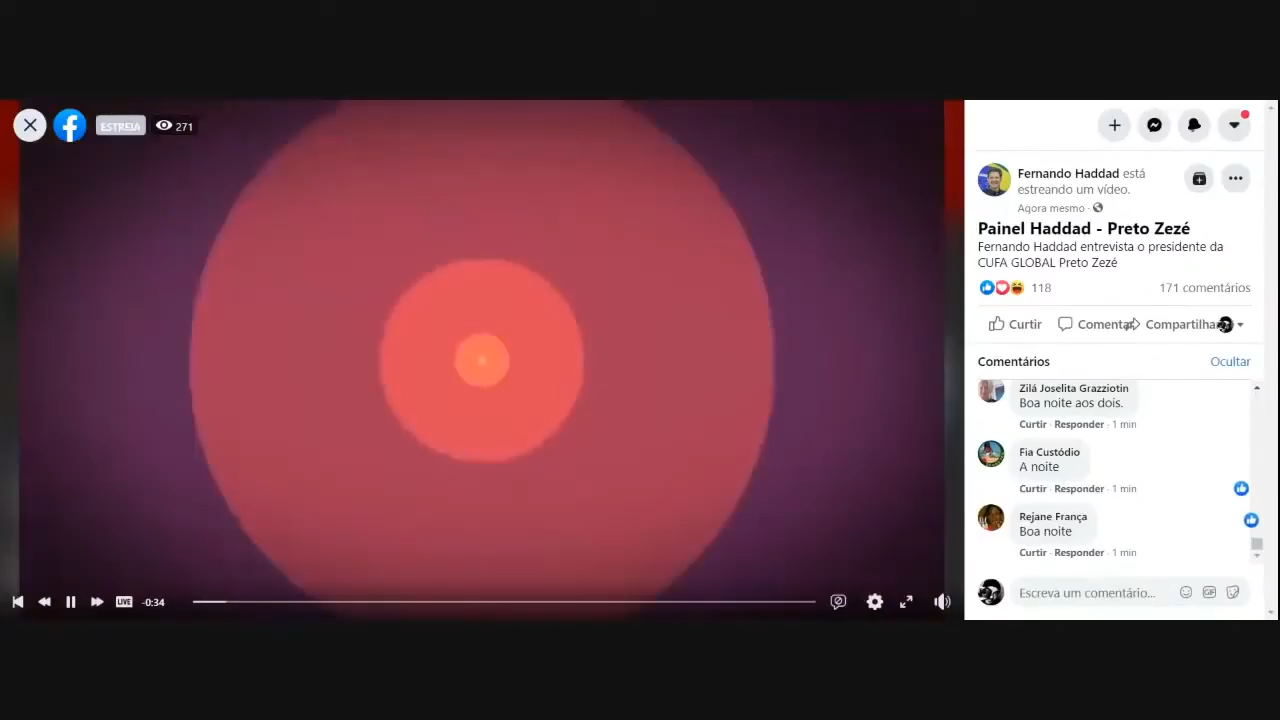 ESTREIA 271
Fernando Haddad está
estreando um vídeo.
Agora mesmo ·
Painel Haddad - Preto Zezé
Fernando Haddad entrevista o presidente da
CUFA GLOBAL Preto Zezé
118 171 comentários
Curtir Comentar Compartilhar
Comentários Ocultar
Zilá Joselita Grazziotin
Boa noite aos dois.
Curtir · Responder · 1 min
Fia Custódio
A noite
Curtir · Responder · 1 min
Rejane França
Boa noite
Curtir · Responder · 1 min
LIVE -0:34
Escreva um comentário... GIF